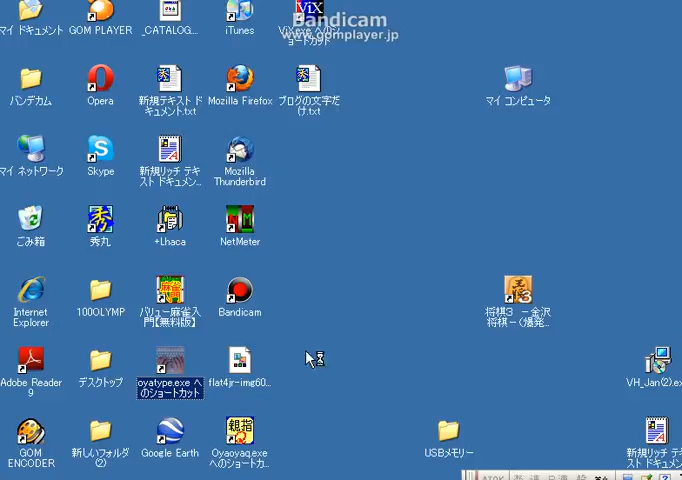 Bandicam
www.gomplayer.jp
マイ ドキュメント
GOM PLAYER
_CATALOG...
iTunes
ViX
バンデカム
Opera
新規テキスト ド
キュメント.txt
Mozilla Firefox
ブログの文字だ
け.txt
マイ コンピュータ
マイ ネットワーク
Skype
新規リッチ テキ
スト ドキュメン...
Mozilla
Thunderbird
ごみ箱
秀丸
+Lhaca
NetMeter
Internet
Explorer
100OLYMP
バリュー麻雀入
門【無料版】
Bandicam
将棋3 -金沢
将棋-(爆発...
Adobe Reader
9
デスクトップ
oyatype.exe へ
のショートカット
flat4jr-img60...
VH_Jan(2).ex
GOM
ENCODER
新しいフォルダ
(2)
Google Earth
親指
Q
Oyaoyaq.exe
へのショートカ...
USBメモリー
新規リッチ テ
スト ドキュメン